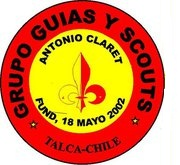 GRUPO GUIAS Y SCOUTS
ANTONIO CLARET
FUND, 18 MAYO 2002
TALCA-CHILE